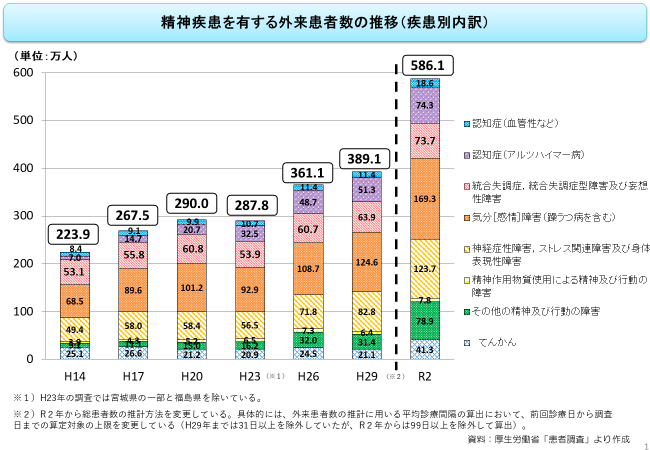 精神疾患を有する外来患者数の推移（疾患別内訳）
（単位：万人）
600
500
400
300
200
100
0
223.9
8.4
7.0
53.1
68.5
49.4
25.1
H14
267.5
9.1
14.7
55.8
89.6
58.0
4.3
26.6
H17
290.0
9.9
20.7
60.8
101.2
58.4
5.2
15.0
21.2
H20
287.8
10.7
32.5
53.9
92.9
56.5
6.5
16.2
20.9
H23
（※１）
361.1
11.4
48.7
60.7
108.7
71.8
7.3
32.0
24.5
H26
389.1
11.4
51.3
63.9
124.6
82.8
6.4
31.4
21.1
H29
（※２）
586.1
18.6
74.3
73.7
169.3
123.7
7.8
78.9
41.3
R2
認知症（血管性など）
認知症（アルツハイマー病）
統合失調症，統合失調症型障害及び妄想
性障害
気分［感情］障害（躁うつ病を含む）
神経症性障害，ストレス関連障害及び身体
表現性障害
精神作用物質使用による精神及び行動の
障害
その他の精神及び行動の障害
てんかん
※１）H23年の調査では宮城県の一部と福島県を除いている。
※２）R２年から総患者数の推計方法を変更している。具体的には、外来患者数の推計に用いる平均診療間隔の算出において、前回診療日から調査
日までの算定対象の上限を変更している（H29年までは31日以上を除外していたが、R２年からは99日以上を除外して算出）。
資料：厚生労働省「患者調査」より作成
1